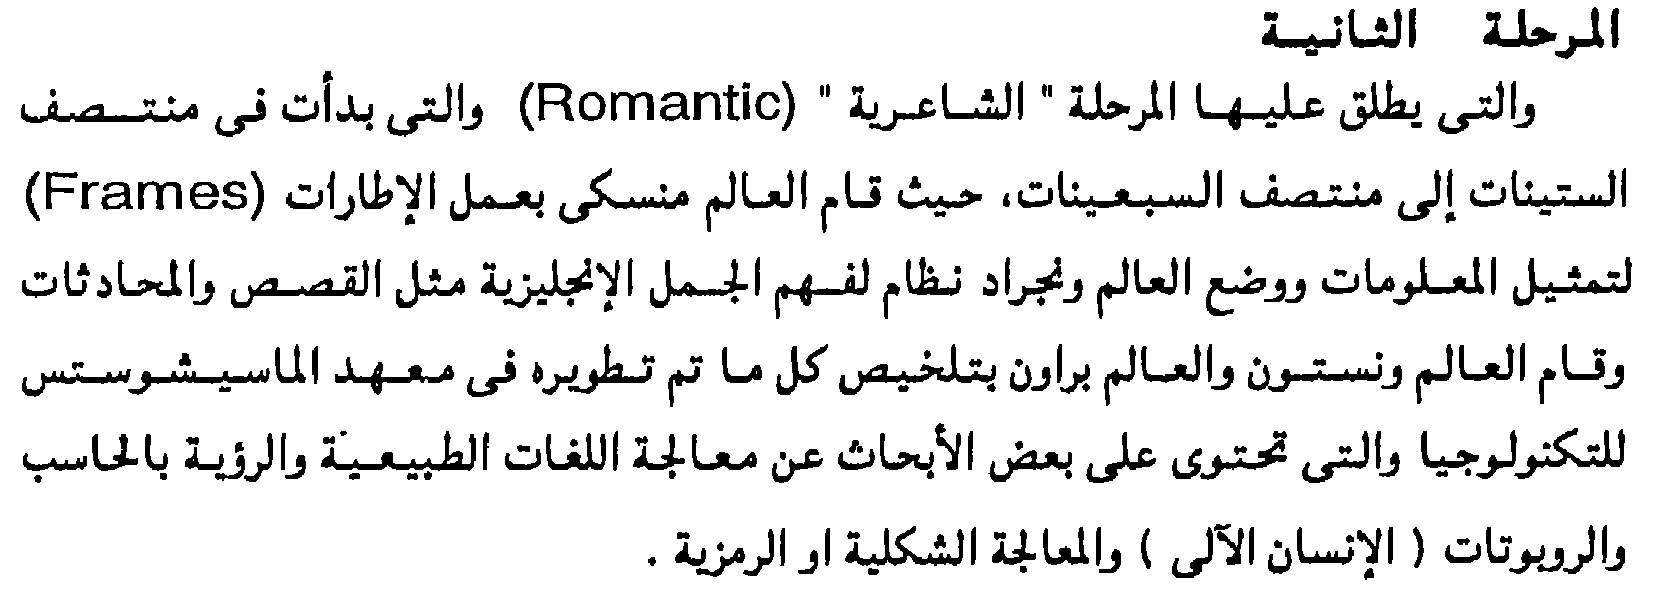 المرحلة الثانية
والتى يطلق عليها المرحلة " الشاعرية " (Romantic) والتى بدأت فى منتصف
الستينات إلى منتصف السبعينات، حيث قام العالم منسكى بعمل الإطارات (Frames)
لتمثيل المعلومات ووضع العالم ونجراد نظام لفهم الجمل الإنجليزية مثل القصص والمحادثات
وقام العالم ونستون والعالم براون بتلخيص كل ما تم تطويره فى معهد الماسيشوستس
للتكنولوجيا والتى تحتوى على بعض الأبحاث عن معالجة اللغات الطبيعية والرؤية بالحاسب
والروبوتات ( الإنسان الآلى ) والمعالجة الشكلية او الرمزية .